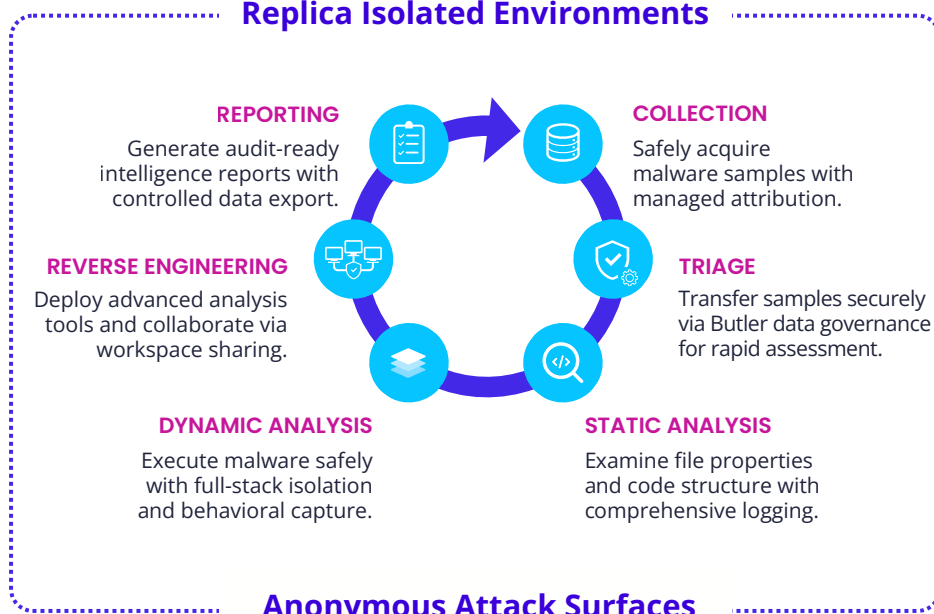 Replica Isolated Environments
REPORTING
Generate audit-ready
intelligence reports with
controlled data export.
COLLECTION
Safely acquire
malware samples with
managed attribution.
REVERSE ENGINEERING
Deploy advanced analysis
tools and collaborate via
workspace sharing.
TRIAGE
Transfer samples securely
via Butler data governance
for rapid assessment.
DYNAMIC ANALYSIS
Execute malware safely
with full-stack isolation
and behavioral capture.
STATIC ANALYSIS
Examine file properties
and code structure with
comprehensive logging.
Anonymous Attack Surfaces